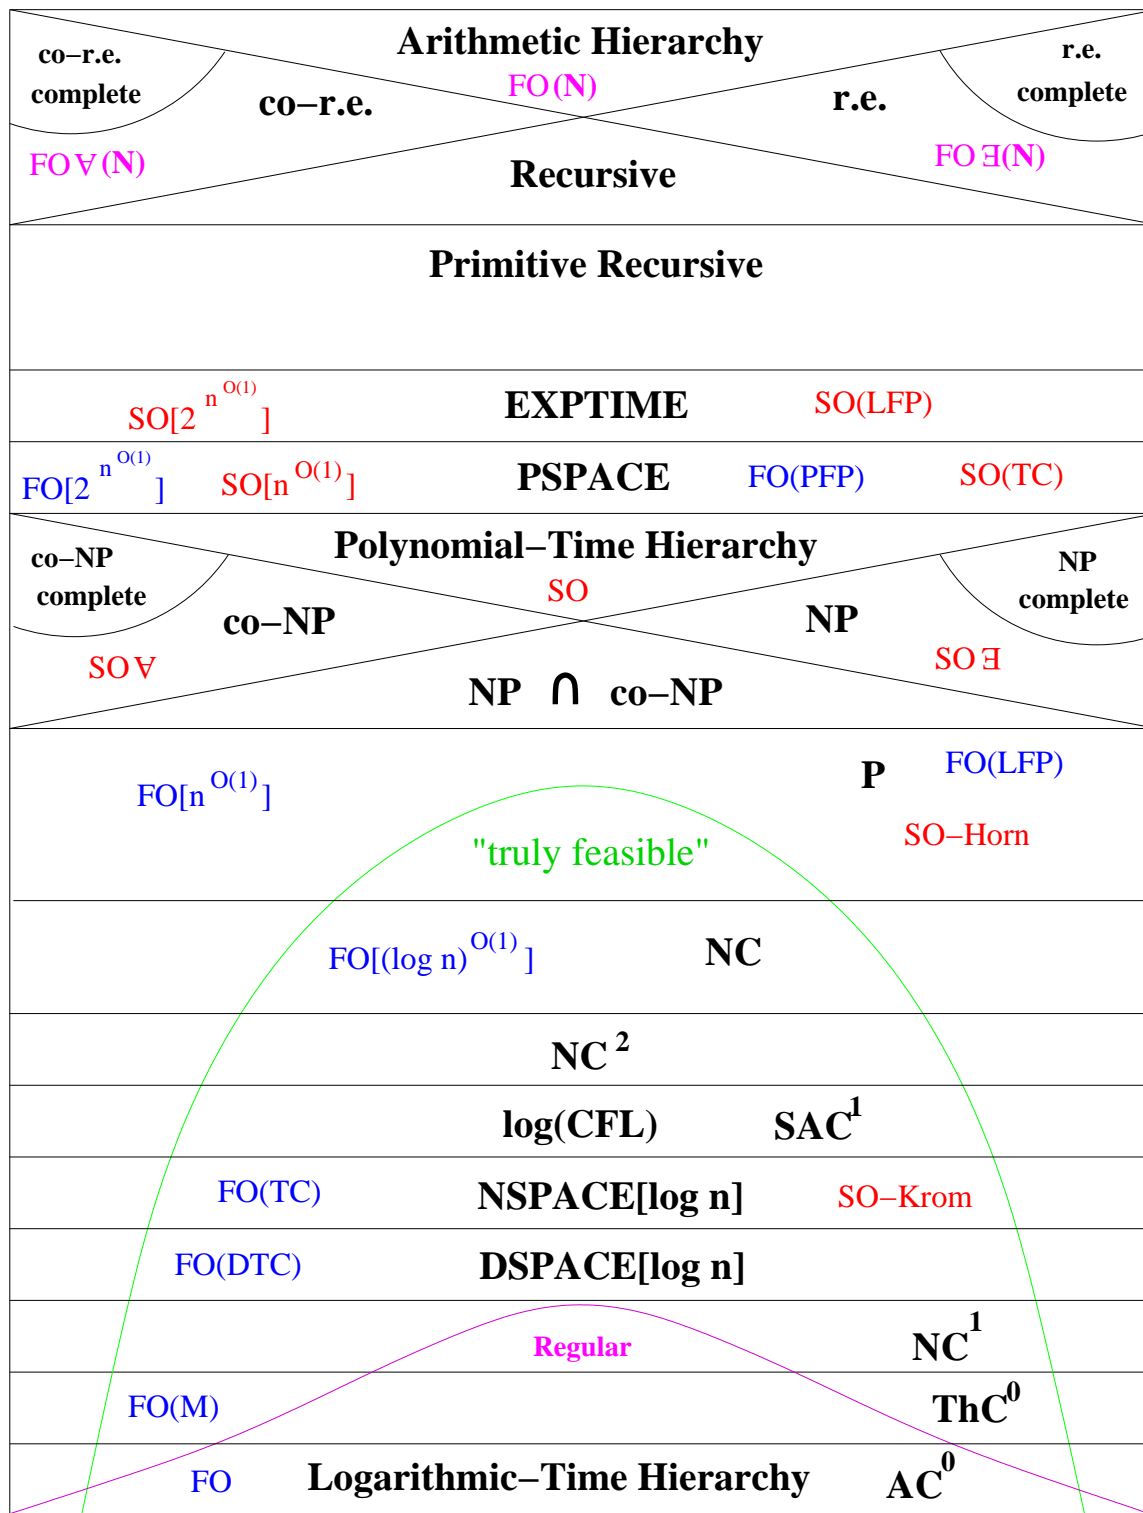 Arithmetic Hierarchy
co–r.e.
complete
r.e.
complete
FO(N)
co–r.e.
r.e.
FO∀(N)
FO∃(N)
Recursive
Primitive Recursive
SO[2^n^O(1)]
EXPTIME
SO(LFP)
FO[2^n^O(1)]
SO[n^O(1)]
PSPACE
FO(PFP)
SO(TC)
Polynomial–Time Hierarchy
co–NP
complete
NP
complete
SO
co–NP
NP
SO∀
SO∃
NP ∩ co–NP
FO[n^O(1)]
P
FO(LFP)
SO–Horn
"truly feasible"
FO[(log n)^O(1)]
NC
NC^2
log(CFL)
SAC^1
FO(TC)
NSPACE[log n]
SO–Krom
FO(DTC)
DSPACE[log n]
Regular
NC^1
FO(M)
ThC^0
FO
Logarithmic–Time Hierarchy
AC^0